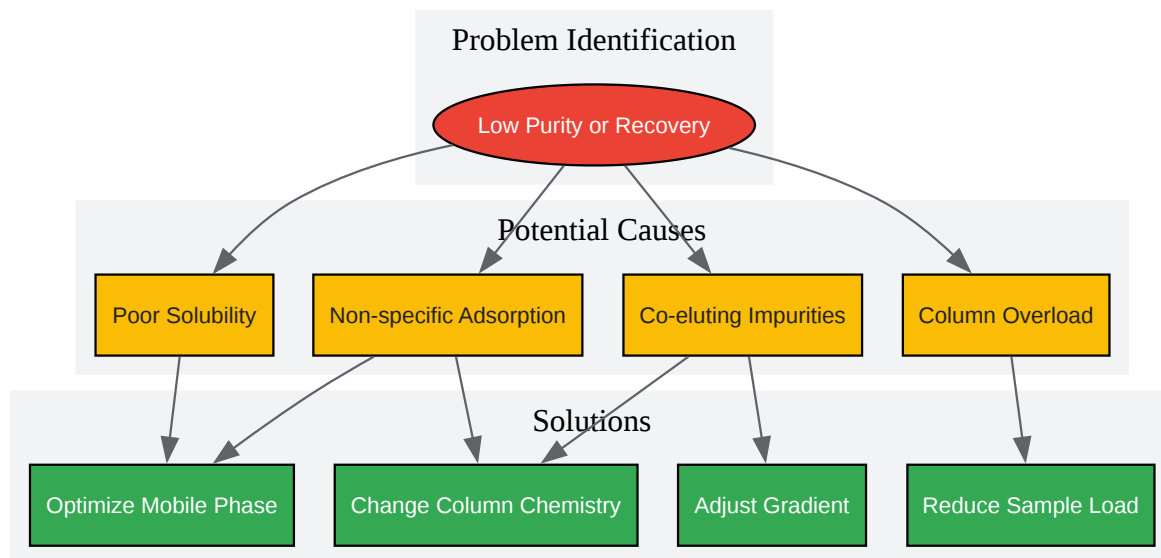 Problem Identification
Low Purity or Recovery
Potential Causes
Poor Solubility
Non-specific Adsorption
Co-eluting Impurities
Column Overload
Solutions
Optimize Mobile Phase
Change Column Chemistry
Adjust Gradient
Reduce Sample Load